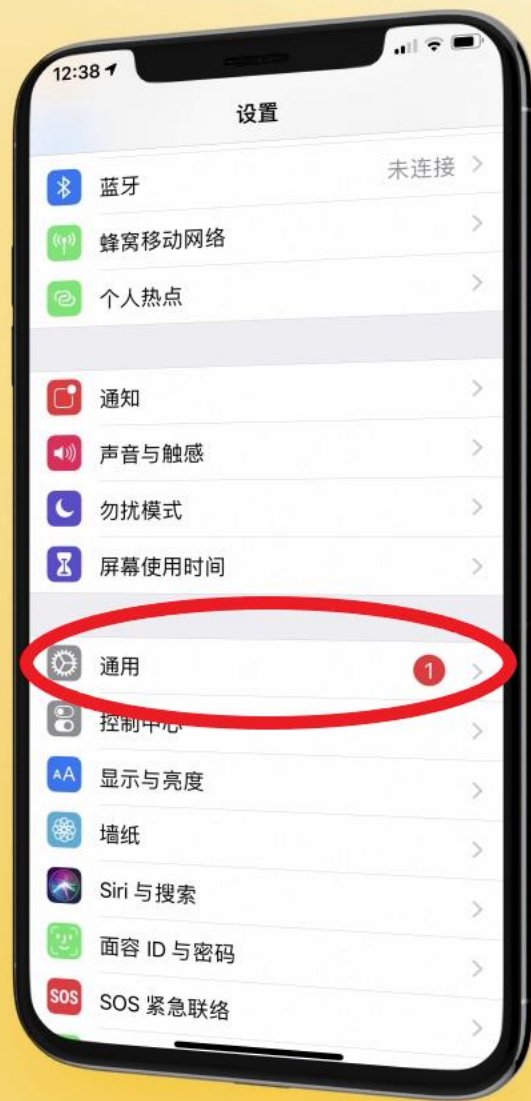 12:38
设置
蓝牙 未连接
蜂窝移动网络
个人热点
通知
声音与触感
勿扰模式
屏幕使用时间
通用 1
控制中心
AA 显示与亮度
墙纸
Siri 与搜索
面容 ID 与密码
SOS SOS 紧急联络